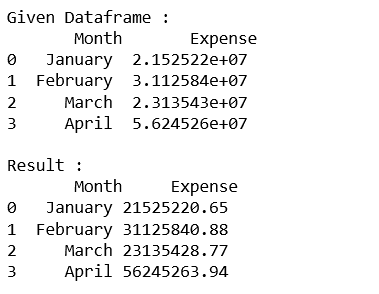 Given Dataframe :
Month Expense
0 January 2.152522e+07
1 February 3.112584e+07
2 March 2.313543e+07
3 April 5.624526e+07
Result :
Month Expense
0 January 21525220.65
1 February 31125840.88
2 March 23135428.77
3 April 56245263.94